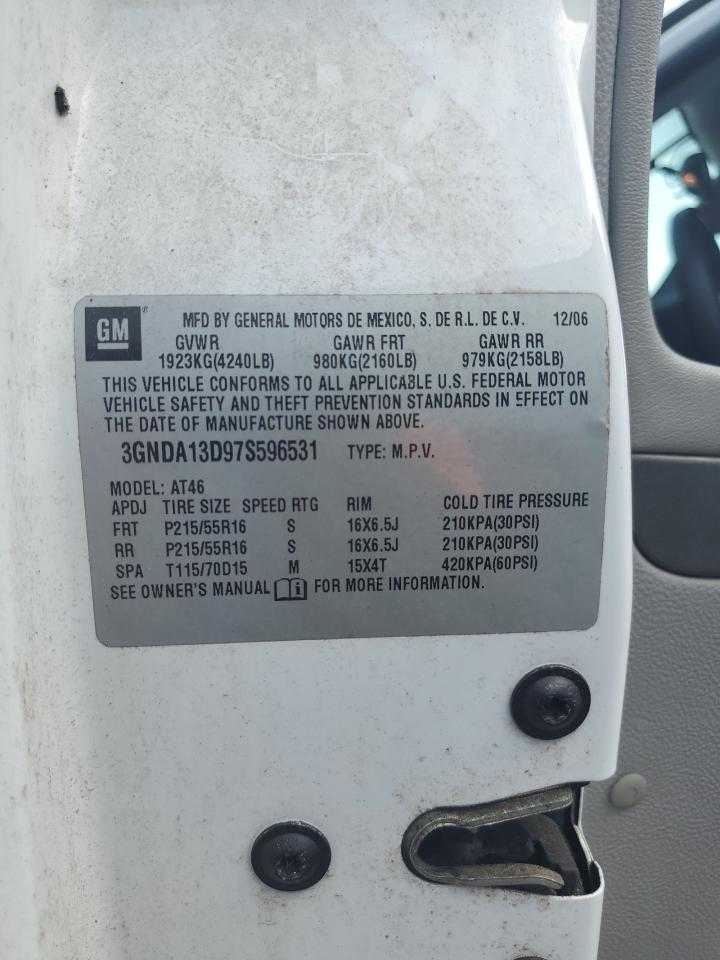 GM ® MFD BY GENERAL MOTORS DE MEXICO, S. DE R.L. DE C.V. 12/06
GVWR GAWR FRT GAWR RR
1923KG(4240LB) 980KG(2160LB) 979KG(2158LB)
THIS VEHICLE CONFORMS TO ALL APPLICABLE U.S. FEDERAL MOTOR
VEHICLE SAFETY AND THEFT PREVENTION STANDARDS IN EFFECT ON
THE DATE OF MANUFACTURE SHOWN ABOVE.
3GNDA13D97S596531 TYPE: M.P.V.
MODEL: AT46
APDJ TIRE SIZE SPEED RTG RIM COLD TIRE PRESSURE
FRT P215/55R16 S 16X6.5J 210KPA(30PSI)
RR P215/55R16 S 16X6.5J 210KPA(30PSI)
SPA T115/70D15 M 15X4T 420KPA(60PSI)
SEE OWNER'S MANUAL i FOR MORE INFORMATION.